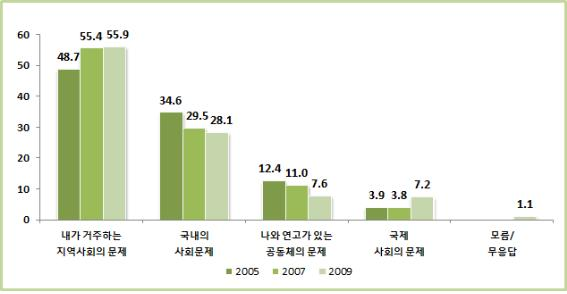 60
50
40
30
20
10
0
48.7
55.4
55.9
34.6
29.5
28.1
12.4
11.0
7.6
3.9
3.8
7.2
1.1
내가 거주하는
지역사회의 문제
국내의
사회문제
나와 연고가 있는
공동체의 문제
국제
사회의 문제
모름/
무응답
2005 2007 2009